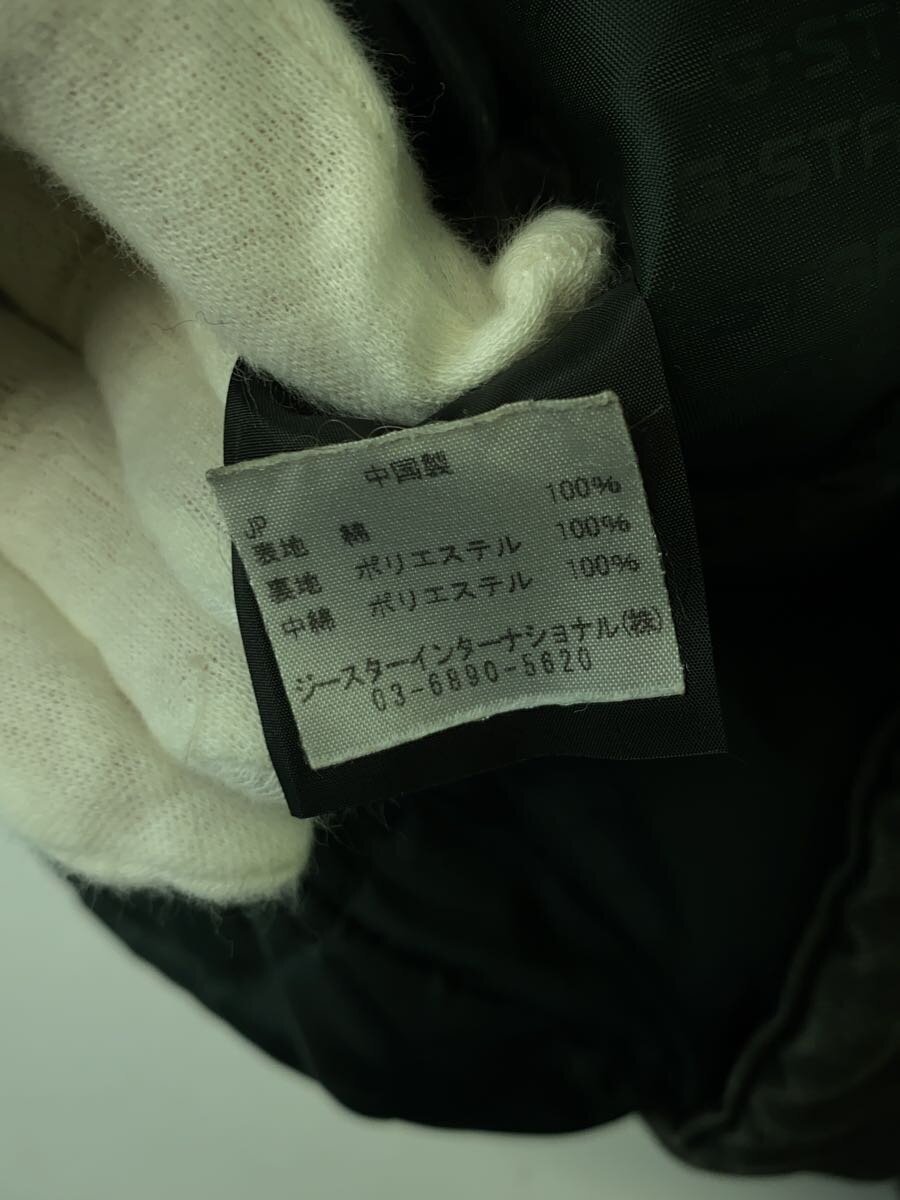 G-ST
G-STA
中国製
JP
表地 綿 100%
裏地 ポリエステル 100%
中綿 ポリエステル 100%
ジースターインターナショナル(株)
03-6890-5620